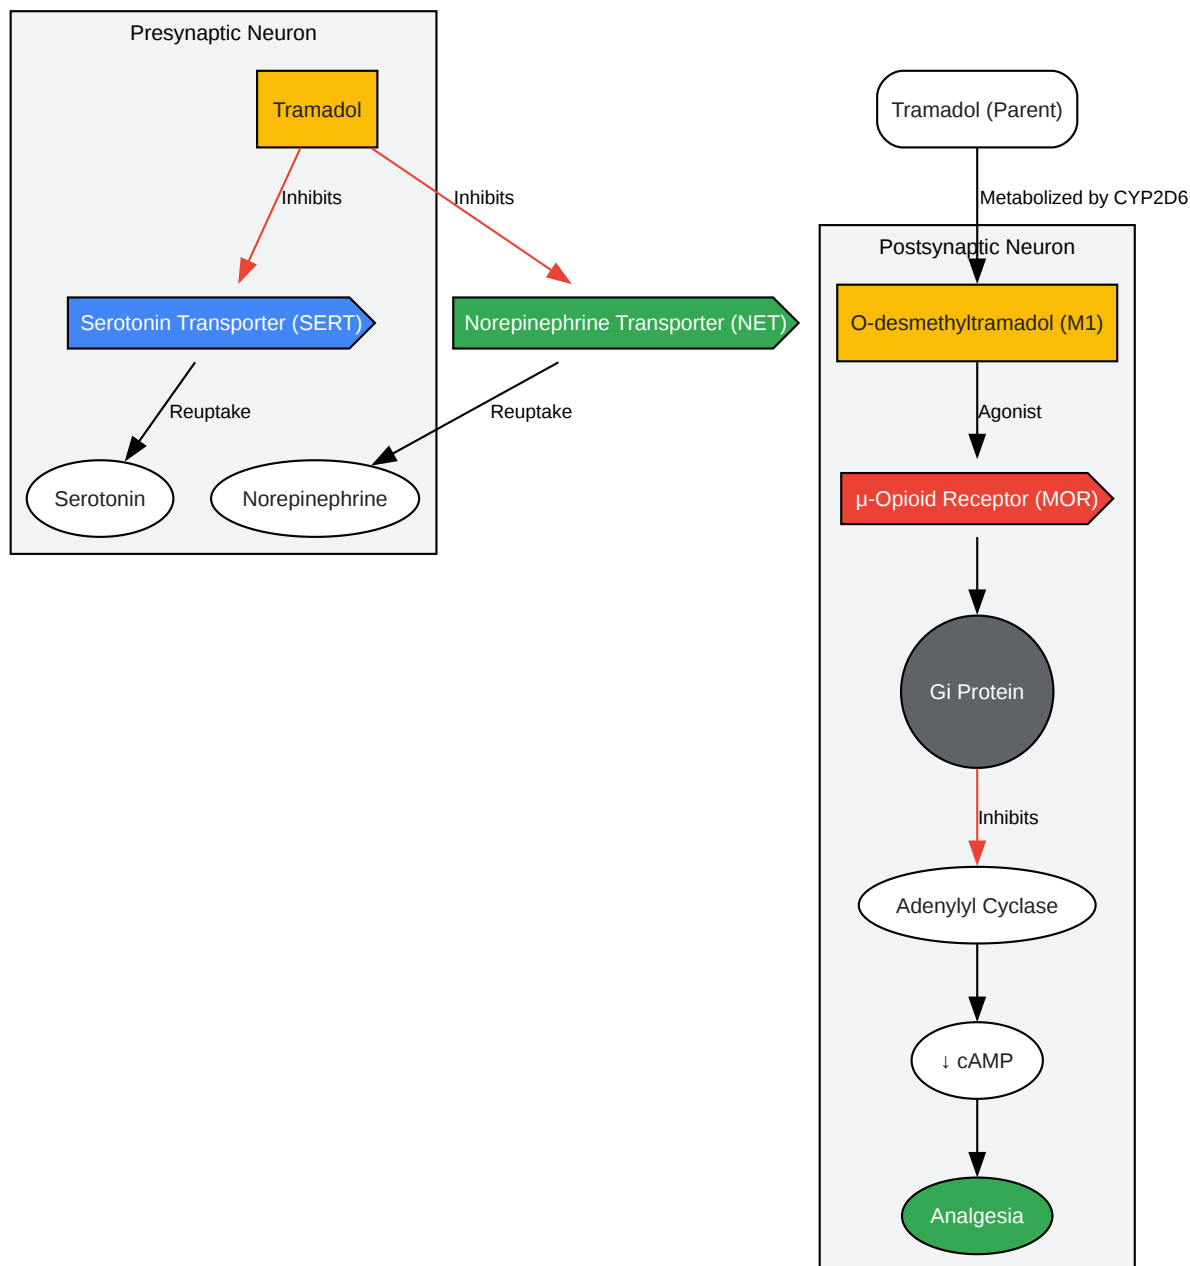 Presynaptic Neuron
Tramadol
Inhibits
Inhibits
Serotonin Transporter (SERT)
Norepinephrine Transporter (NET)
Reuptake
Reuptake
Serotonin
Norepinephrine
Tramadol (Parent)
Metabolized by CYP2D6
Postsynaptic Neuron
O-desmethyltramadol (M1)
Agonist
μ-Opioid Receptor (MOR)
Gi Protein
Inhibits
Adenylyl Cyclase
↓ cAMP
Analgesia